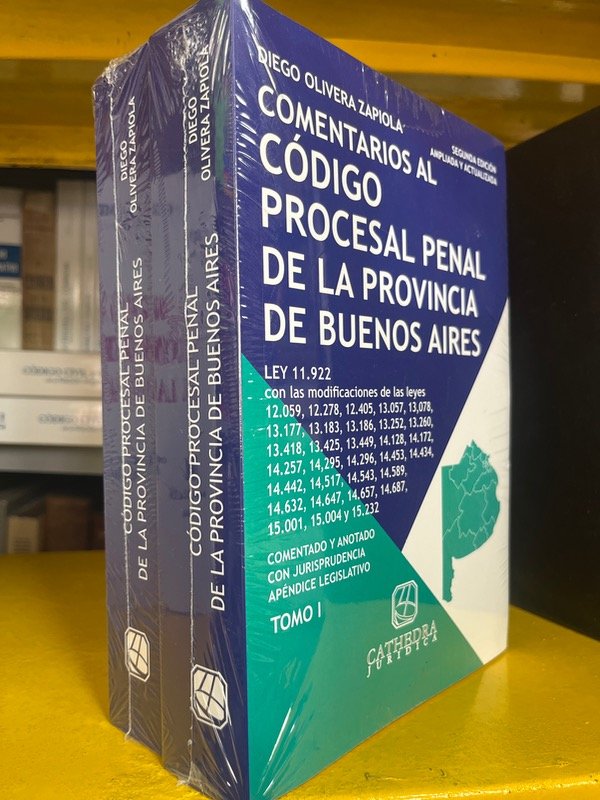 DIEGO OLIVERA ZAPIOLA
SEGUNDA EDICIÓN
AMPLIADA Y ACTUALIZADA
COMENTARIOS AL
CÓDIGO
PROCESAL PENAL
DE LA PROVINCIA
DE BUENOS AIRES
LEY 11.922
con las modificaciones de las leyes
12.059, 12.278, 12.405, 13.057, 13,078,
13.177, 13.183, 13.186, 13.252, 13.260,
13.418, 13.425, 13.449, 14.128, 14.172,
14.257, 14,295, 14.296, 14.453, 14.434,
14.442, 14,517, 14.543, 14.589,
14.632, 14.647, 14.657, 14.687,
15.001, 15.004 y 15.232
COMENTADO Y ANOTADO
CON JURISPRUDENCIA
APÉNDICE LEGISLATIVO
TOMO I
CATHEDRA
JURÍDICA
DIEGO
OLIVERA ZAPIOLA
CÓDIGO PROCESAL PENAL
DE LA PROVINCIA DE BUENOS AIRES
DIEGO
OLIVERA ZAPIOLA
CÓDIGO PROCESAL PENAL
DE LA PROVINCIA DE BUENOS AIRES